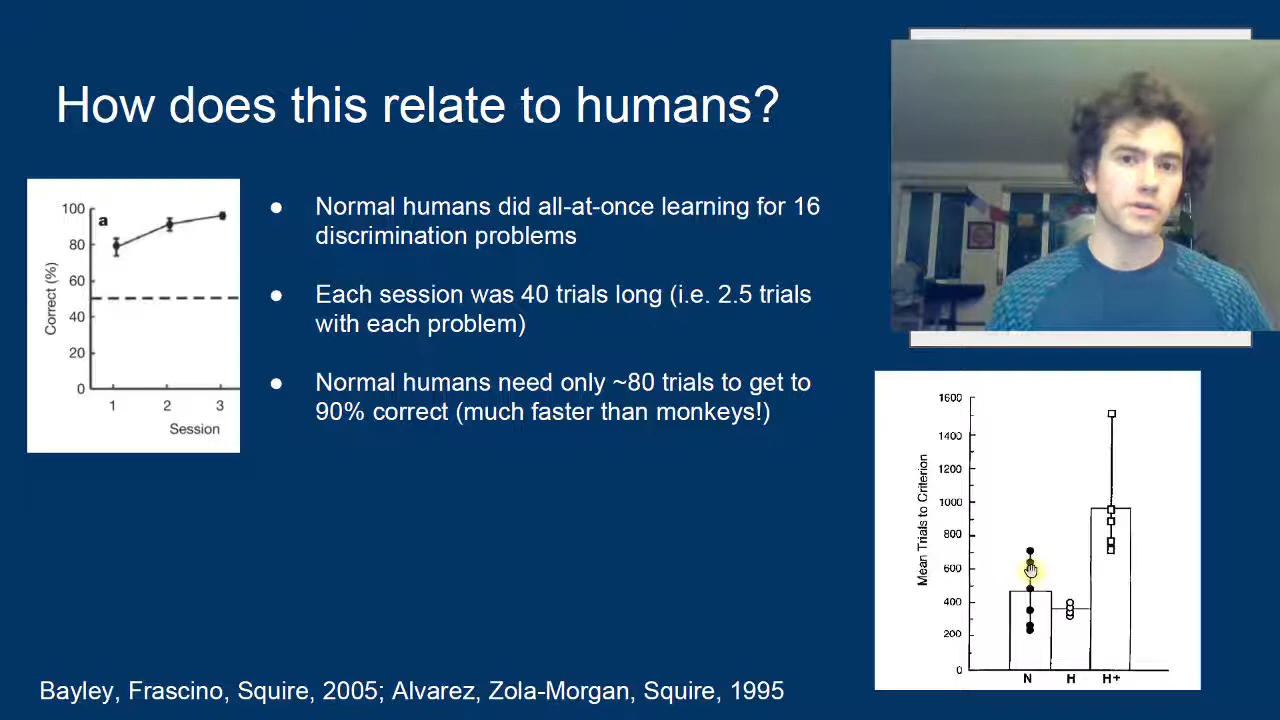 How does this relate to humans?
100
80
60
40
20
0
a
Correct (%)
1 2 3
Session
● Normal humans did all-at-once learning for 16
discrimination problems
● Each session was 40 trials long (i.e. 2.5 trials
with each problem)
● Normal humans need only ~80 trials to get to
90% correct (much faster than monkeys!)
1600
1400
1200
1000
800
600
400
200
0
Mean Trials to Criterion
N H H+
Bayley, Frascino, Squire, 2005; Alvarez, Zola-Morgan, Squire, 1995